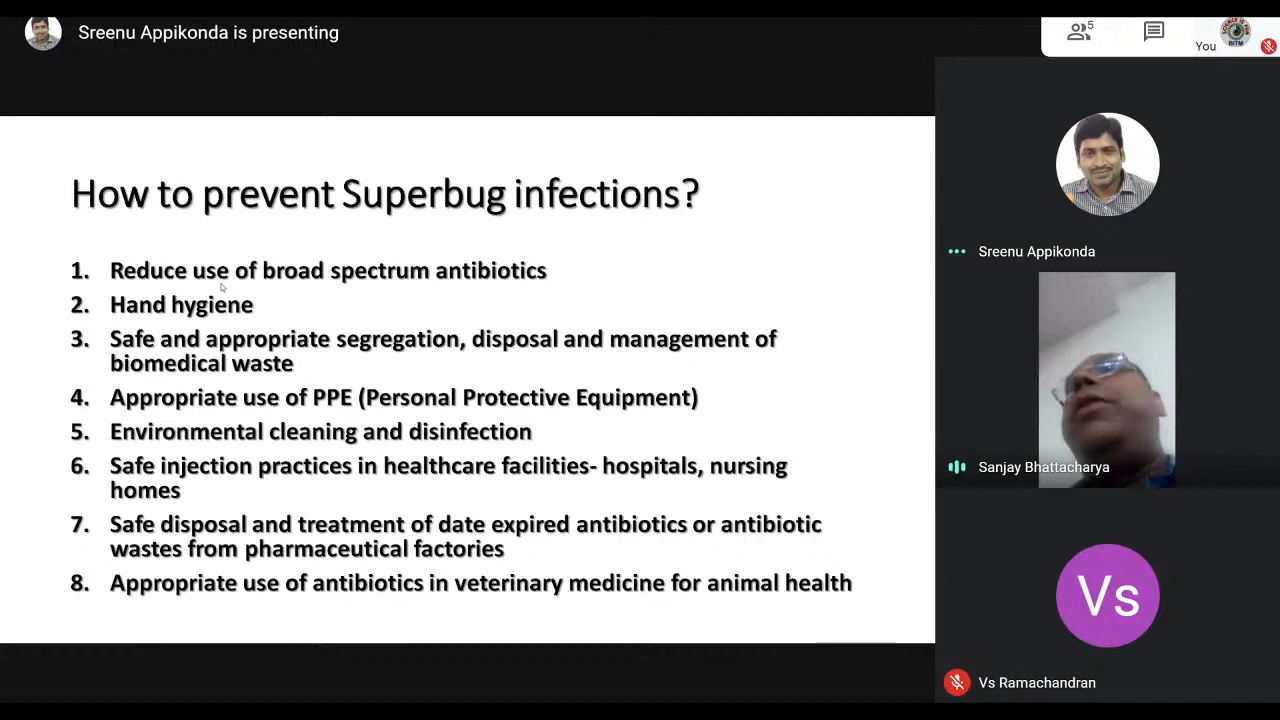 Sreenu Appikonda is presenting
5
You
SCIENCE IS FUN
BITM
How to prevent Superbug infections?
1. Reduce use of broad spectrum antibiotics
2. Hand hygiene
3. Safe and appropriate segregation, disposal and management of
biomedical waste
4. Appropriate use of PPE (Personal Protective Equipment)
5. Environmental cleaning and disinfection
6. Safe injection practices in healthcare facilities- hospitals, nursing
homes
7. Safe disposal and treatment of date expired antibiotics or antibiotic
wastes from pharmaceutical factories
8. Appropriate use of antibiotics in veterinary medicine for animal health
Sreenu Appikonda
Sanjay Bhattacharya
Vs
Vs Ramachandran